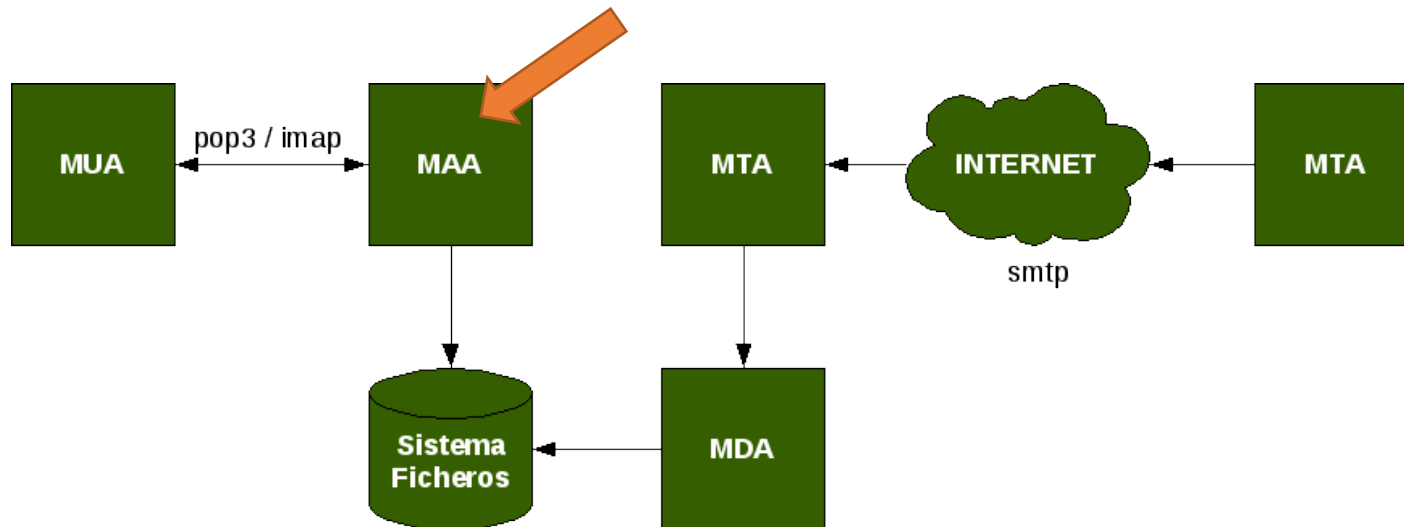 MUA
pop3 / imap
MAA
MTA
INTERNET
MTA
smtp
Sistema
Ficheros
MDA